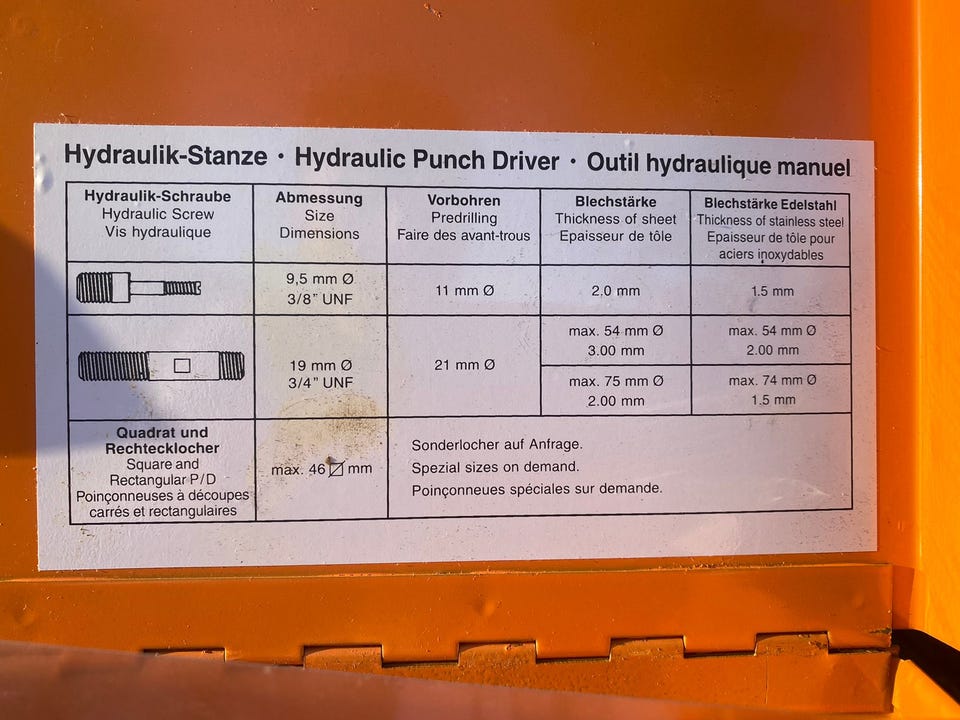 Hydraulik-Stanze · Hydraulic Punch Driver · Outil hydraulique manuel
Hydraulik-Schraube
Hydraulic Screw
Vis hydraulique
Abmessung
Size
Dimensions
Vorbohren
Predrilling
Faire des avant-trous
Blechstärke
Thickness of sheet
Epaisseur de tôle
Blechstärke Edelstahl
Thickness of stainless steel
Epaisseur de tôle pour
aciers inoxydables
9,5 mm Ø
3/8" UNF
11 mm Ø
2,0 mm
1.5 mm
19 mm Ø
3/4" UNF
21 mm Ø
max. 54 mm Ø
3.00 mm
max. 54 mm Ø
2.00 mm
max. 75 mm Ø
2.00 mm
max. 74 mm Ø
1.5 mm
Quadrat und
Rechtecklocher
Square and
Rectangular P/D
Poinçonneuses à découpes
carrés et rectangulaires
max. 46 ⍁ mm
Sonderlocher auf Anfrage.
Spezial sizes on demand.
Poinçonneues spéciales sur demande.